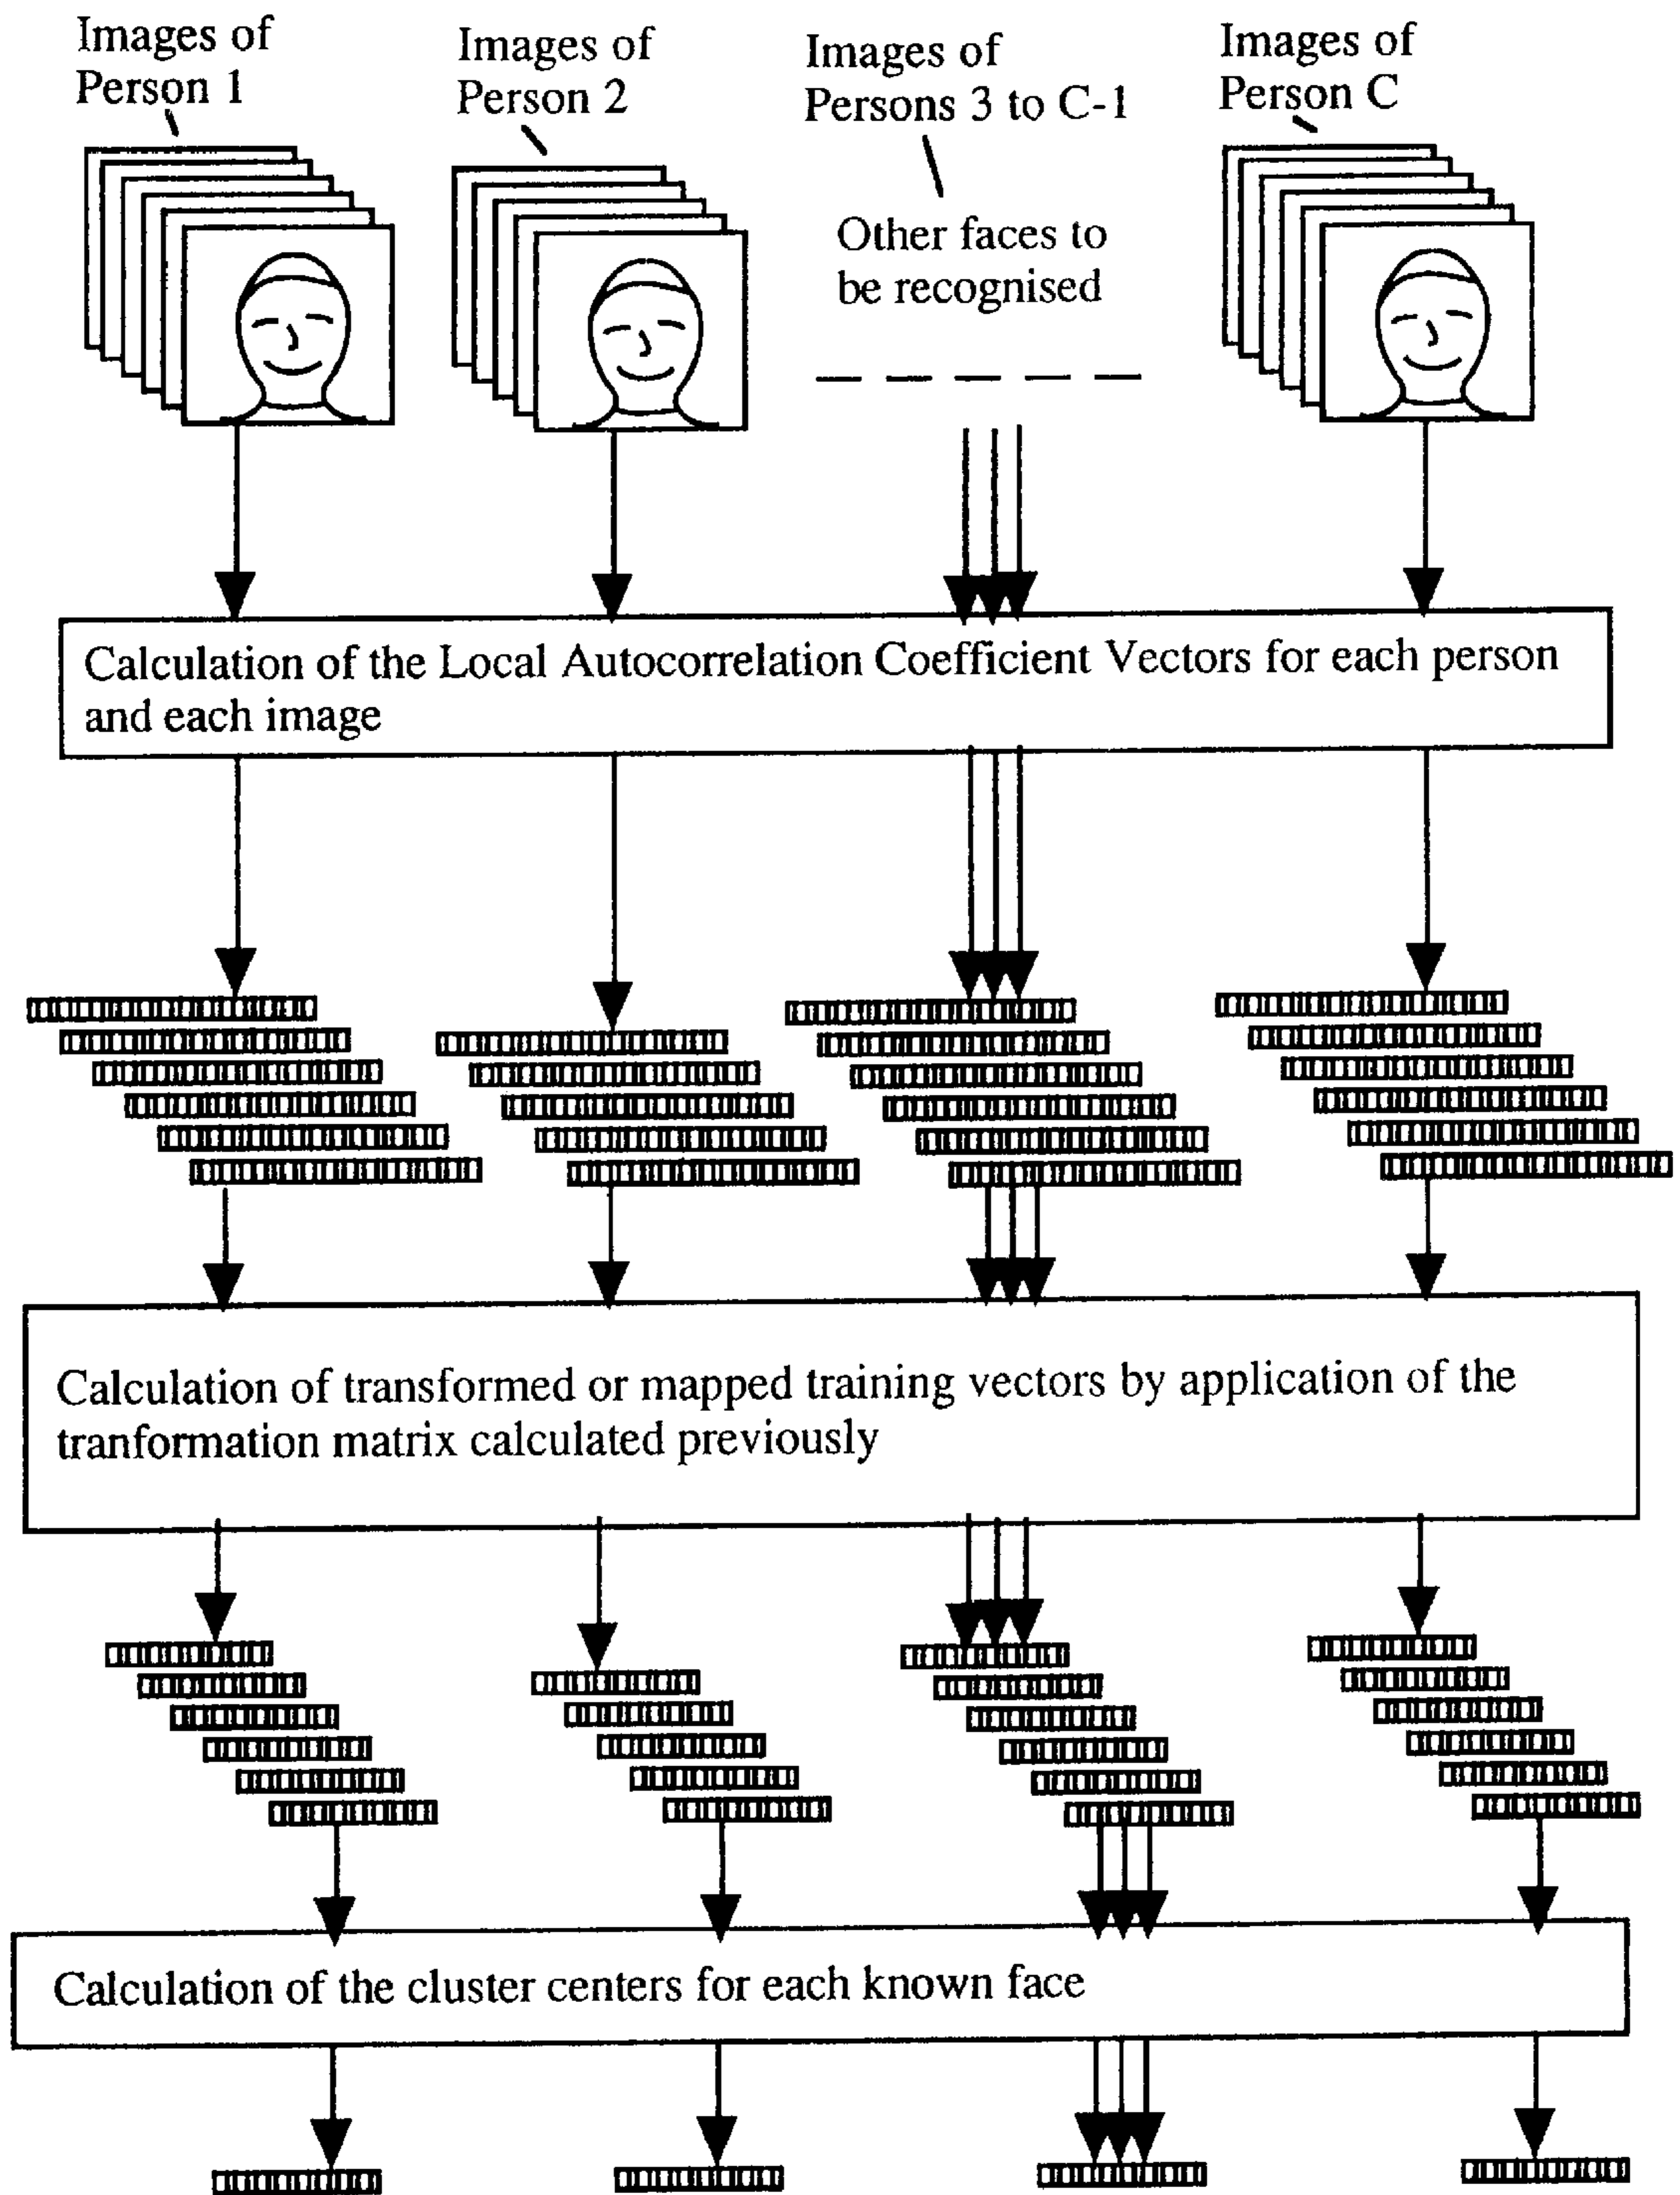 Images of
Person 1
Images of
Person 2
Images of
Persons 3 to C-1
Images of
Person C
Other faces to
be recognised
Calculation of the Local Autocorrelation Coefficient Vectors for each person
and each image
Calculation of transformed or mapped training vectors by application of the
tranformation matrix calculated previously
Calculation of the cluster centers for each known face